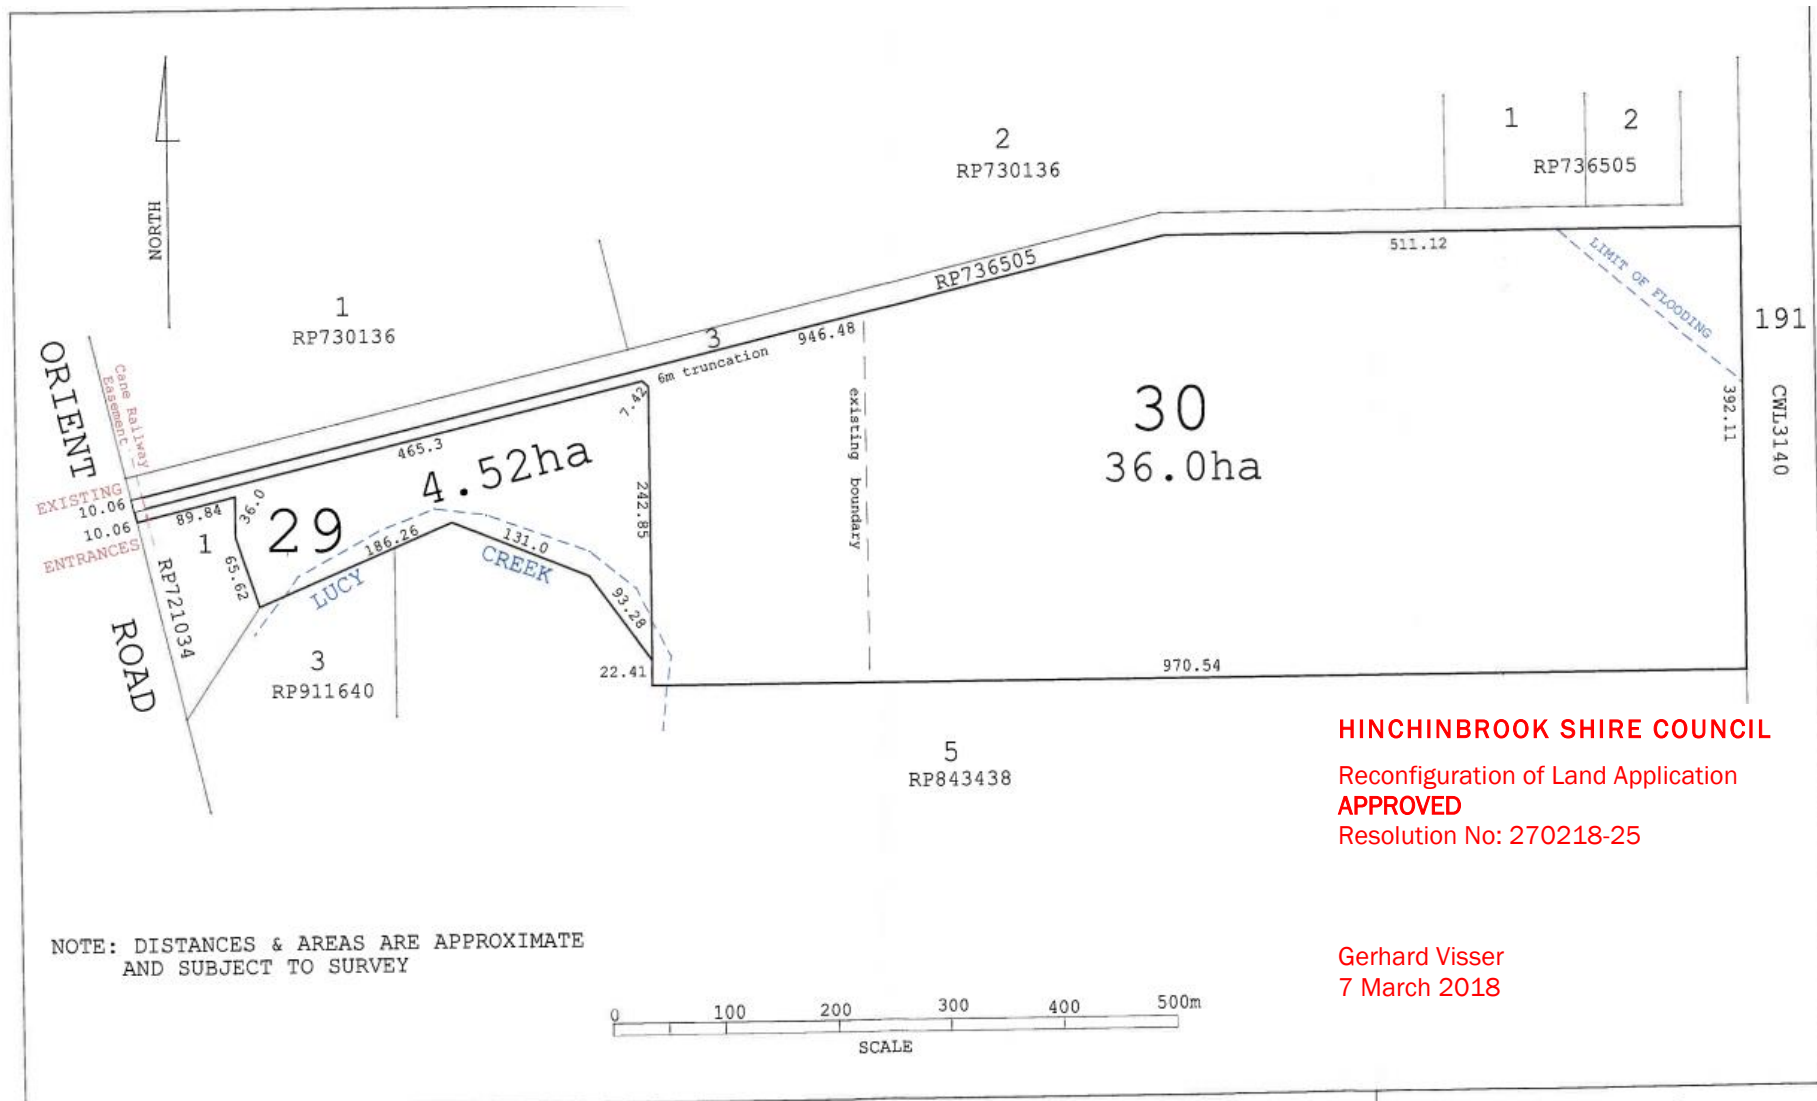 NORTH
2
RP730136
1
2
RP736505
1
RP730136
3
RP736505
946.48
6m truncation
511.12
LIMIT OF FLOODING
191
CWL3140
392.11
ORIENT
ROAD
Cane Railway
Easement
EXISTING
10.06
10.06
ENTRANCES
465.3
7.42
4.52ha
29
89.84
36.0
1
65.62
RP721034
186.26
131.0
LUCY
CREEK
93.28
242.85
22.41
existing boundary
30
36.0ha
970.54
3
RP911640
5
RP843438
HINCHINBROOK SHIRE COUNCIL
Reconfiguration of Land Application
APPROVED
Resolution No: 270218-25
Gerhard Visser
7 March 2018
NOTE: DISTANCES & AREAS ARE APPROXIMATE
AND SUBJECT TO SURVEY
0 100 200 300 400 500m
SCALE